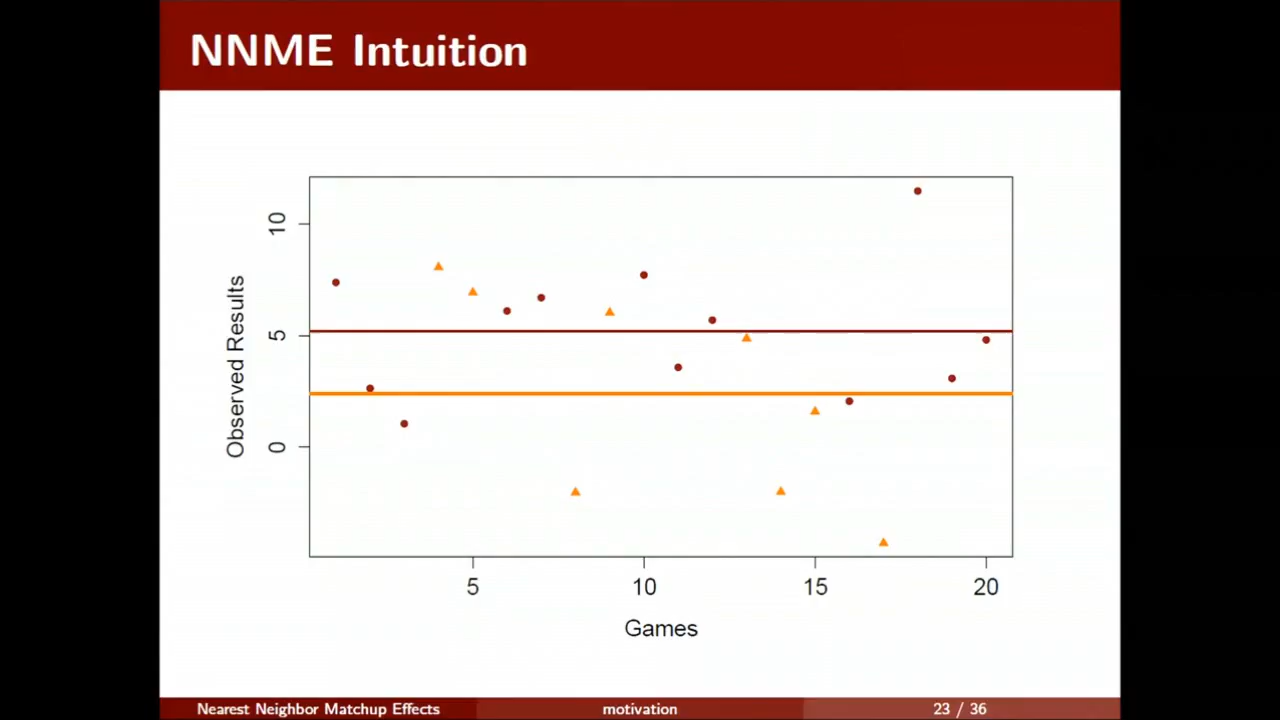 NNME Intuition
10
5
0
Observed Results
5
10
15
20
Games
Nearest Neighbor Matchup Effects
motivation
23 / 36